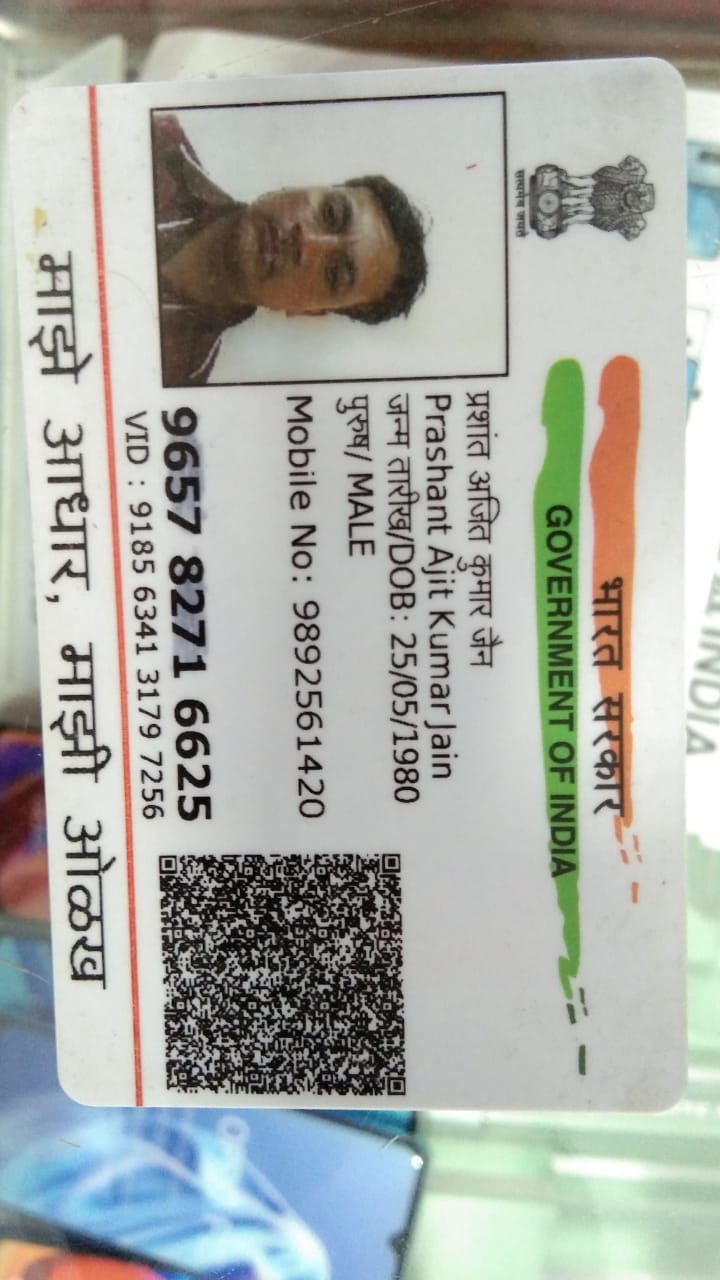 भारत सरकार
GOVERNMENT OF INDIA
सत्यमेव जयते
प्रशांत अजित कुमार जैन
Prashant Ajit Kumar Jain
जन्म तारीख/DOB: 25/05/1980
पुरुष/ MALE
Mobile No: 9892561420
9657 8271 6625
VID : 9185 6341 3179 7256
माझे आधार, माझी ओळख
INDIA